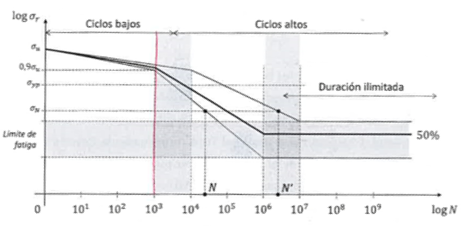 log σr
Ciclos bajos
Ciclos altos
σu
0,9σu
σyp
σN
Duración ilimitada
Límite de
fatiga
50%
N
N'
0
10¹
10²
10³
10⁴
10⁵
10⁶
10⁷
10⁸
10⁹
log N